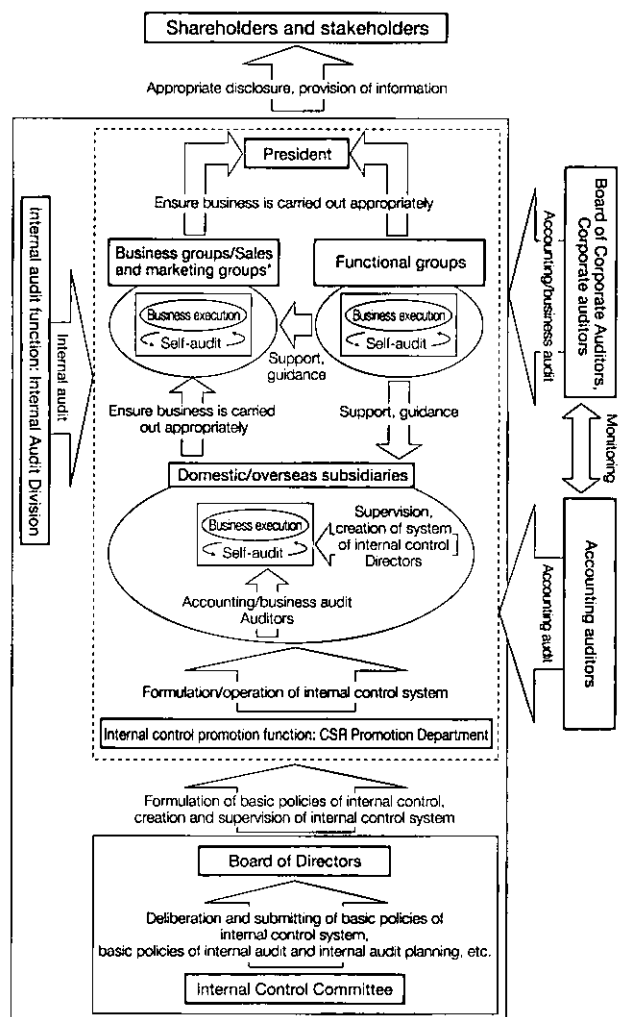 Shareholders and stakeholders
Appropriate disclosure, provision of information
President
Ensure business is carried out appropriately
Business groups/Sales
and marketing groups*
Functional groups
Business execution
Self-audit
Business execution
Self-audit
Support,
guidance
Ensure business is carried
out appropriately
Support, guidance
Domestic/overseas subsidiaries
Business execution
Self-audit
Supervision,
creation of system
of internal control
Directors
Accounting/business audit
Auditors
Formulation/operation of internal control system
Internal control promotion function: CSR Promotion Department
Formulation of basic policies of internal control,
creation and supervision of internal control system
Board of Directors
Deliberation and submitting of basic policies of
internal control system,
basic policies of internal audit and internal audit planning, etc.
Internal Control Committee
Internal audit function: Internal Audit Division
Internal audit
Board of Corporate Auditors,
Corporate auditors
Accounting/business audit
Monitoring
Accounting auditors
Accounting audit